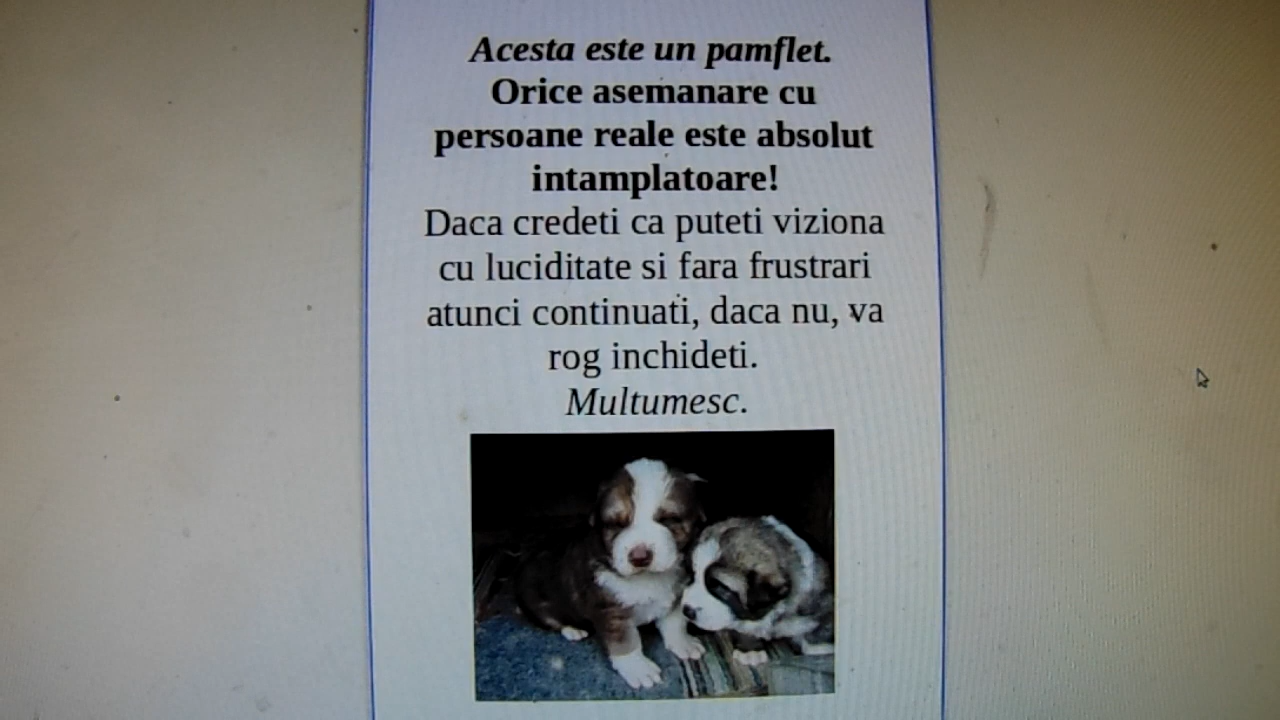 Acesta este un pamflet.
Orice asemanare cu
persoane reale este absolut
intamplatoare!
Daca credeti ca puteti viziona
cu luciditate si fara frustrari
atunci continuati, daca nu, va
rog inchideti.
Multumesc.